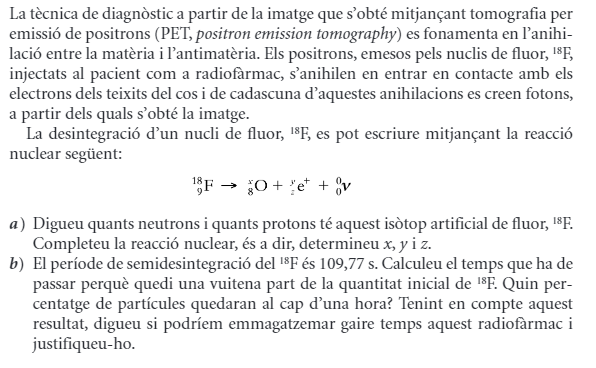 La tècnica de diagnòstic a partir de la imatge que s'obté mitjançant tomografia per
emissió de positrons (PET, positron emission tomography) es fonamenta en l'anihi-
lació entre la matèria i l'antimatèria. Els positrons, emesos pels nuclis de fluor, ¹⁸F,
injectats al pacient com a radiofàrmac, s'anihilen en entrar en contacte amb els
electrons dels teixits del cos i de cadascuna d'aquestes anihilacions es creen fotons,
a partir dels quals s'obté la imatge.
La desintegració d'un nucli de fluor, ¹⁸F, es pot escriure mitjançant la reacció
nuclear següent:
¹⁸₉F → ˣ₈O + ʸ_z e⁺ + ⁰₀ν
a) Digueu quants neutrons i quants protons té aquest isòtop artificial de fluor, ¹⁸F.
Completeu la reacció nuclear, és a dir, determineu x, y i z.
b) El període de semidesintegració del ¹⁸F és 109,77 s. Calculeu el temps que ha de
passar perquè quedi una vuitena part de la quantitat inicial de ¹⁸F. Quin per-
centatge de partícules quedaran al cap d'una hora? Tenint en compte aquest
resultat, digueu si podríem emmagatzemar gaire temps aquest radiofàrmac i
justifiqueu-ho.